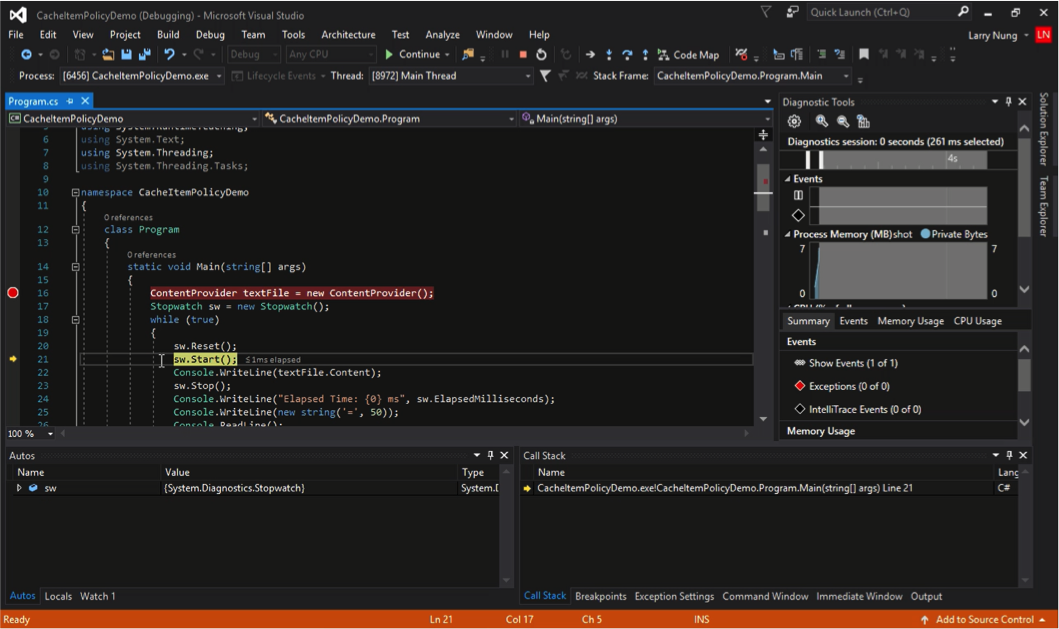 CacheItemPolicyDemo (Debugging) - Microsoft Visual Studio
Quick Launch (Ctrl+Q)
File Edit View Project Build Debug Team Tools Architecture Test Analyze Window Help
Larry Nung LN
Debug Any CPU Continue Code Map
Process: [6456] CacheItemPolicyDemo.exe Lifecycle Events Thread: [8972] Main Thread Stack Frame: CacheItemPolicyDemo.Program.Main
Program.cs
CacheItemPolicyDemo CacheItemPolicyDemo.Program Main(string[] args)
6 using System.Text;
7 using System.Threading;
8 using System.Threading.Tasks;
9
10 namespace CacheItemPolicyDemo
11 {
0 references
12 class Program
13 {
0 references
14 static void Main(string[] args)
15 {
16 ContentProvider textFile = new ContentProvider();
17 Stopwatch sw = new Stopwatch();
18 while (true)
19 {
20 sw.Reset();
21 sw.Start(); ≤1ms elapsed
22 Console.WriteLine(textFile.Content);
23 sw.Stop();
24 Console.WriteLine("Elapsed Time: {0} ms", sw.ElapsedMilliseconds);
25 Console.WriteLine(new string('=', 50));
26 Console.ReadLine();
100 %
Diagnostic Tools
Diagnostics session: 0 seconds (261 ms selected)
4s
Events
Process Memory (MB) shot Private Bytes
7 7
0 0
Summary Events Memory Usage CPU Usage
Events
Show Events (1 of 1)
Exceptions (0 of 0)
IntelliTrace Events (0 of 0)
Memory Usage
Solution Explorer
Team Explorer
Autos
Name Value Type
sw {System.Diagnostics.Stopwatch} System.D
Autos Locals Watch 1
Call Stack
Name Lang
CacheItemPolicyDemo.exe!CacheItemPolicyDemo.Program.Main(string[] args) Line 21 C#
Call Stack Breakpoints Exception Settings Command Window Immediate Window Output
Ready Ln 21 Col 17 Ch 5 INS Add to Source Control